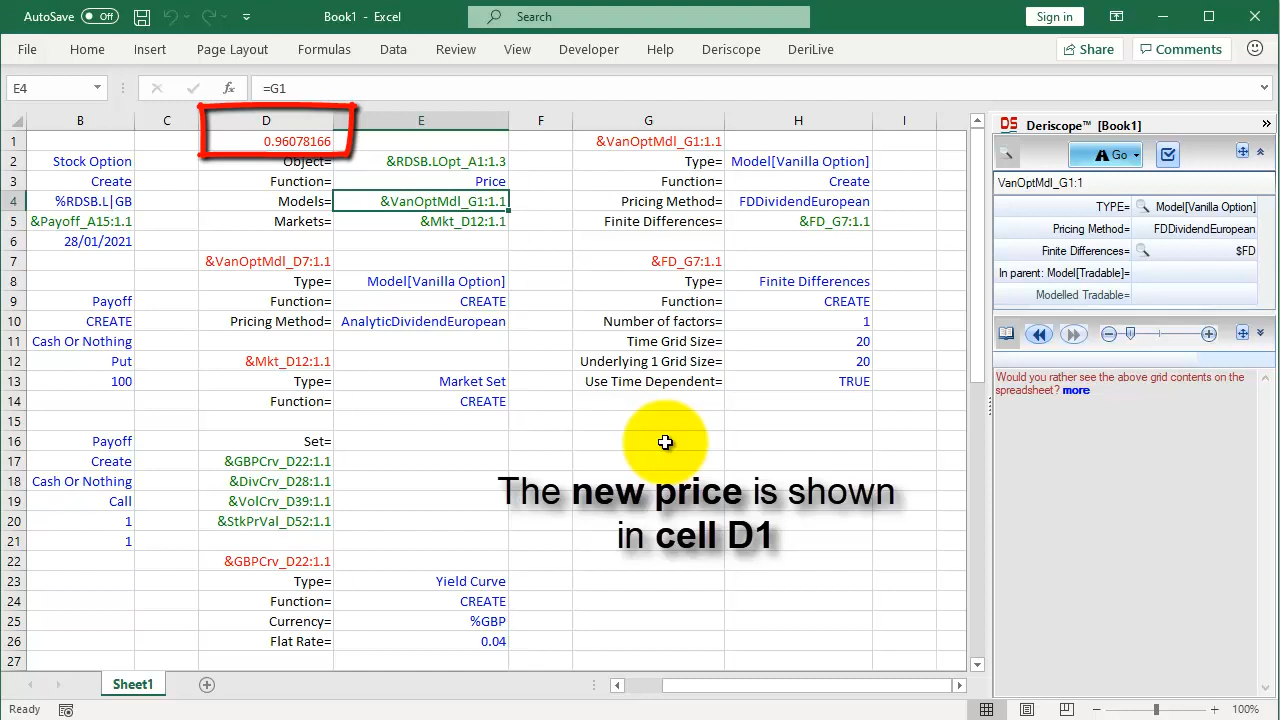 AutoSave Off Book1 - Excel Search Sign in
File Home Insert Page Layout Formulas Data Review View Developer Help Deriscope DeriLive Share Comments
E4 fx =G1
B C D E F G H I
1 0.96078166 &VanOptMdl_G1:1.1
2 Stock Option Object= &RDSB.LOpt_A1:1.3 Type= Model[Vanilla Option]
3 Create Function= Price Function= Create
4 %RDSB.L|GB Models= &VanOptMdl_G1:1.1 Pricing Method= FDDividendEuropean
5 &Payoff_A15:1.1 Markets= &Mkt_D12:1.1 Finite Differences= &FD_G7:1.1
6 28/01/2021
7 &VanOptMdl_D7:1.1 &FD_G7:1.1
8 Type= Model[Vanilla Option] Type= Finite Differences
9 Payoff Function= CREATE Function= CREATE
10 CREATE Pricing Method= AnalyticDividendEuropean Number of factors= 1
11 Cash Or Nothing Time Grid Size= 20
12 Put &Mkt_D12:1.1 Underlying 1 Grid Size= 20
13 100 Type= Market Set Use Time Dependent= TRUE
14 Function= CREATE
15
16 Payoff Set=
17 Create &GBPCrv_D22:1.1
18 Cash Or Nothing &DivCrv_D28:1.1
19 Call &VolCrv_D39:1.1
20 1 &StkPrVal_D52:1.1
21 1
22 &GBPCrv_D22:1.1
23 Type= Yield Curve
24 Function= CREATE
25 Currency= %GBP
26 Flat Rate= 0.04
27
The new price is shown
in cell D1
DS Deriscope™ [Book1]
Go
VanOptMdl_G1:1
TYPE= Model[Vanilla Option]
Pricing Method= FDDividendEuropean
Finite Differences= $FD
In parent: Model[Tradable]=
Modelled Tradable=
Would you rather see the above grid contents on the
spreadsheet? more
Sheet1
Ready 100%